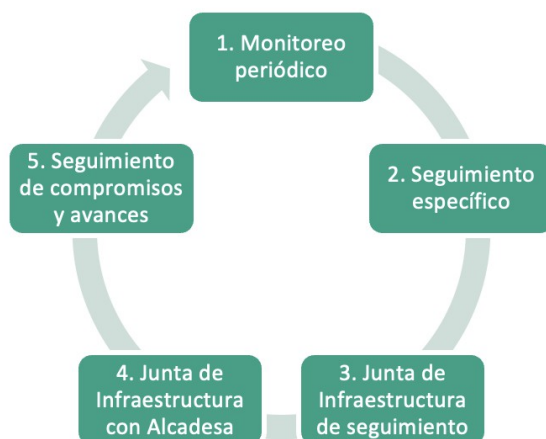 1. Monitoreo
periódico
2. Seguimiento
específico
3. Junta de
Infraestructura
de seguimiento
4. Junta de
Infraestructura
con Alcadesa
5. Seguimiento
de compromisos
y avances